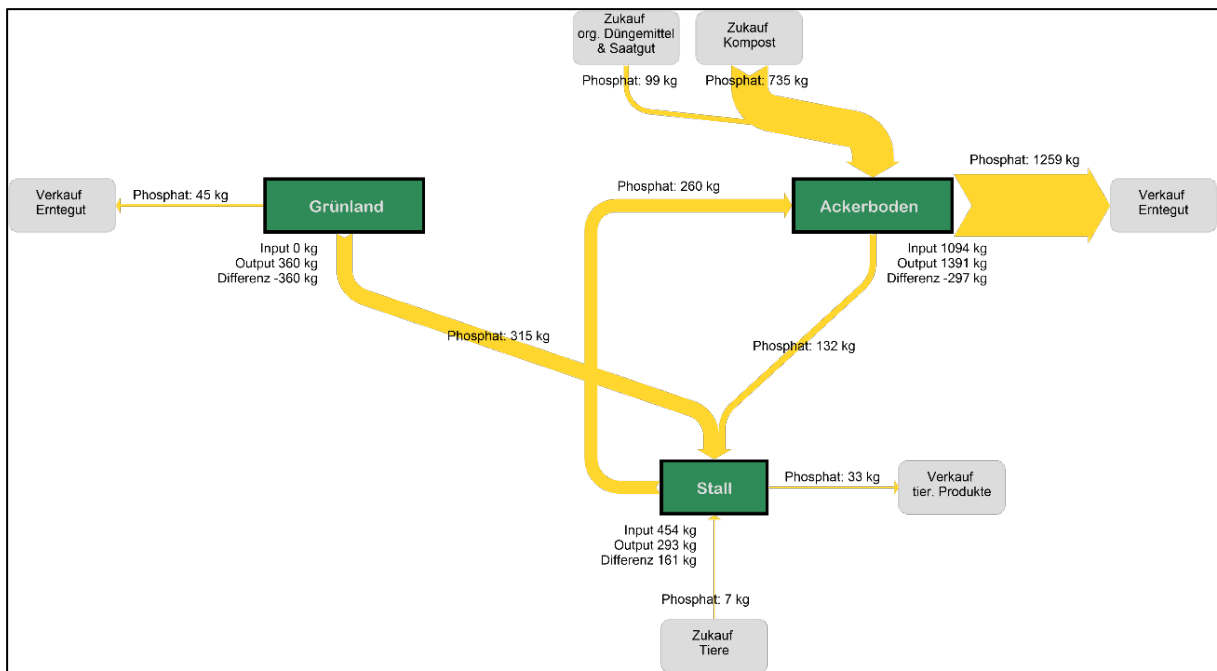 Zukauf
org. Düngemittel
& Saatgut
Zukauf
Kompost
Phosphat: 99 kg
Phosphat: 735 kg
Phosphat: 1259 kg
Verkauf
Erntegut
Phosphat: 45 kg
Grünland
Phosphat: 260 kg
Ackerboden
Verkauf
Erntegut
Input 0 kg
Output 360 kg
Differenz -360 kg
Input 1094 kg
Output 1391 kg
Differenz -297 kg
Phosphat: 315 kg
Phosphat: 132 kg
Stall
Phosphat: 33 kg
Verkauf
tier. Produkte
Input 454 kg
Output 293 kg
Differenz 161 kg
Phosphat: 7 kg
Zukauf
Tiere